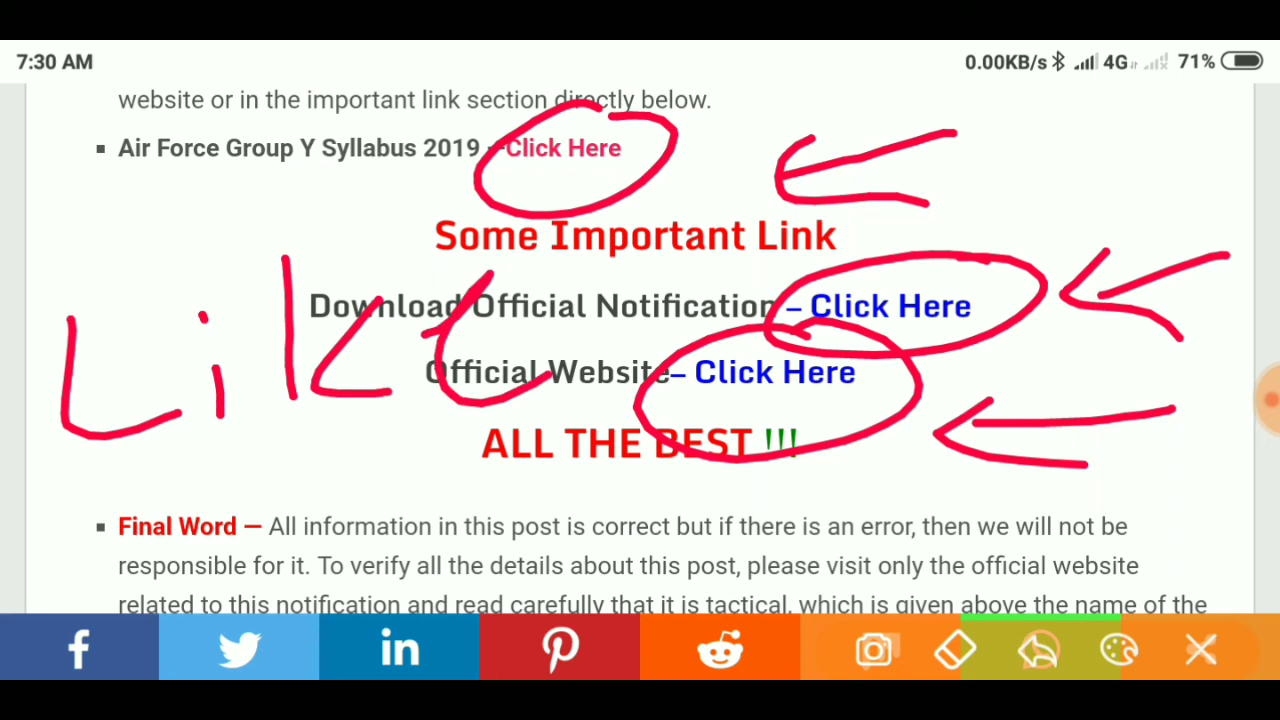 7:30 AM 0.00KB/s 4G 71%
website or in the important link section directly below.
▪ Air Force Group Y Syllabus 2019 – Click Here
Some Important Link
Download Official Notification – Click Here
Like
Official Website– Click Here
ALL THE BEST !!!
▪ Final Word — All information in this post is correct but if there is an error, then we will not be
responsible for it. To verify all the details about this post, please visit only the official website
related to this notification and read carefully that it is tactical, which is given above the name of the